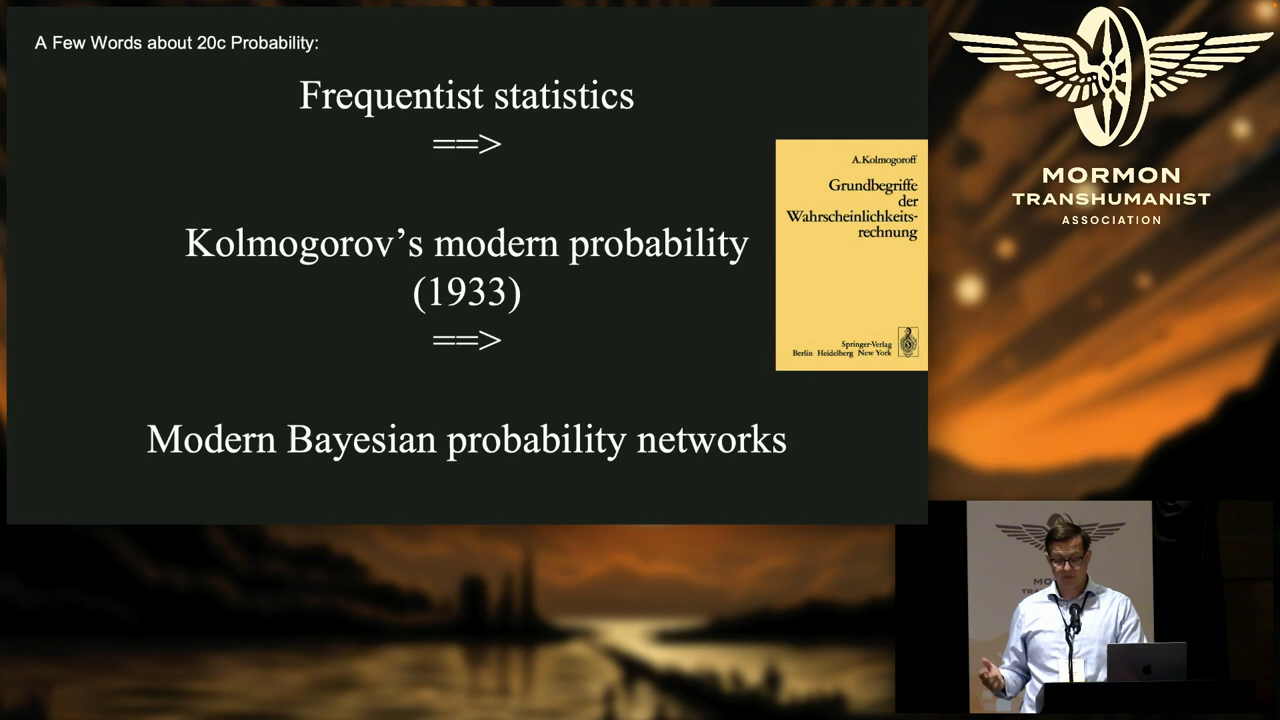 A Few Words about 20c Probability:
Frequentist statistics
==>
Kolmogorov’s modern probability
(1933)
==>
Modern Bayesian probability networks
A.Kolmogoroff
Grundbegriffe
der
Wahrscheinlichkeits-
rechnung
Springer-Verlag
Berlin Heidelberg New York
MORMON
TRANSHUMANIST
ASSOCIATION